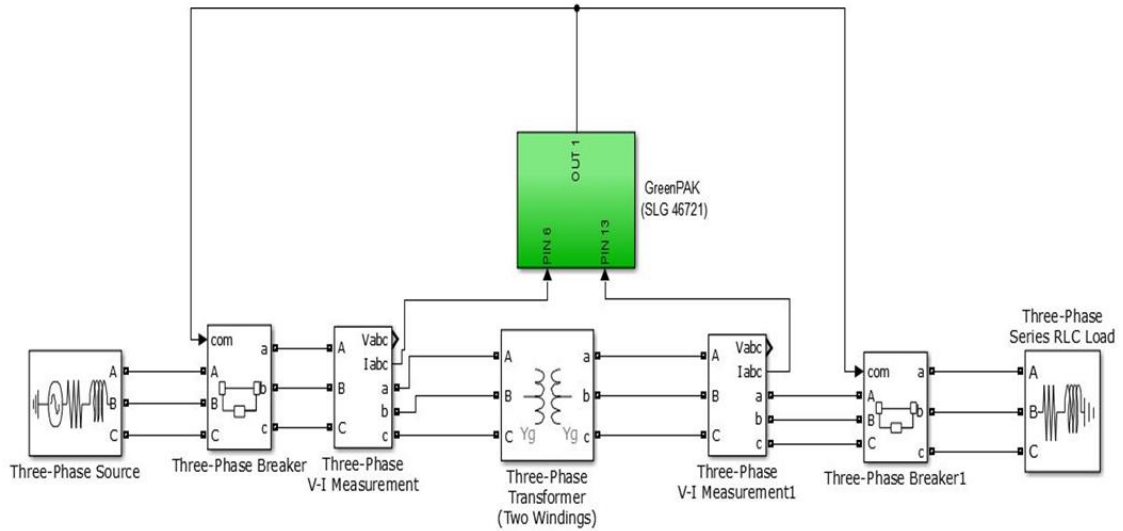 OUT 1
GreenPAK
(SLG 46721)
PIN 6
PIN 13
Three-Phase
Series RLC Load
com
a
A
A
B
b
B
C
c
C
Three-Phase Source
Three-Phase Breaker
A
Vabc
Iabc
B
a
b
C
c
Three-Phase
V-I Measurement
A
a
B
b
C
c
Yg
Yg
Three-Phase
Transformer
(Two Windings)
A
Vabc
Iabc
B
a
b
C
c
Three-Phase
V-I Measurement1
com
a
A
B
b
C
c
Three-Phase Breaker1
A
B
C